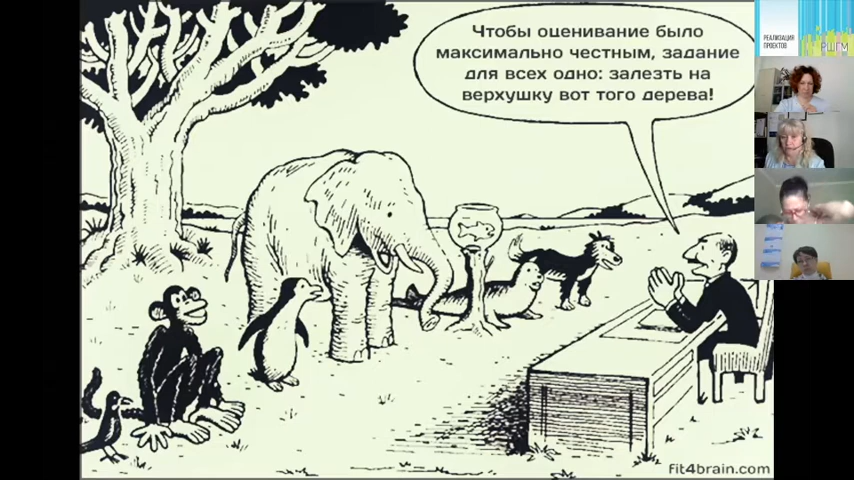 Чтобы оценивание было
максимально честным, задание
для всех одно: залезть на
верхушку вот того дерева!
РЕАЛИЗАЦИЯ
ПРОЕКТОВ
РШГМ
fit4brain.com